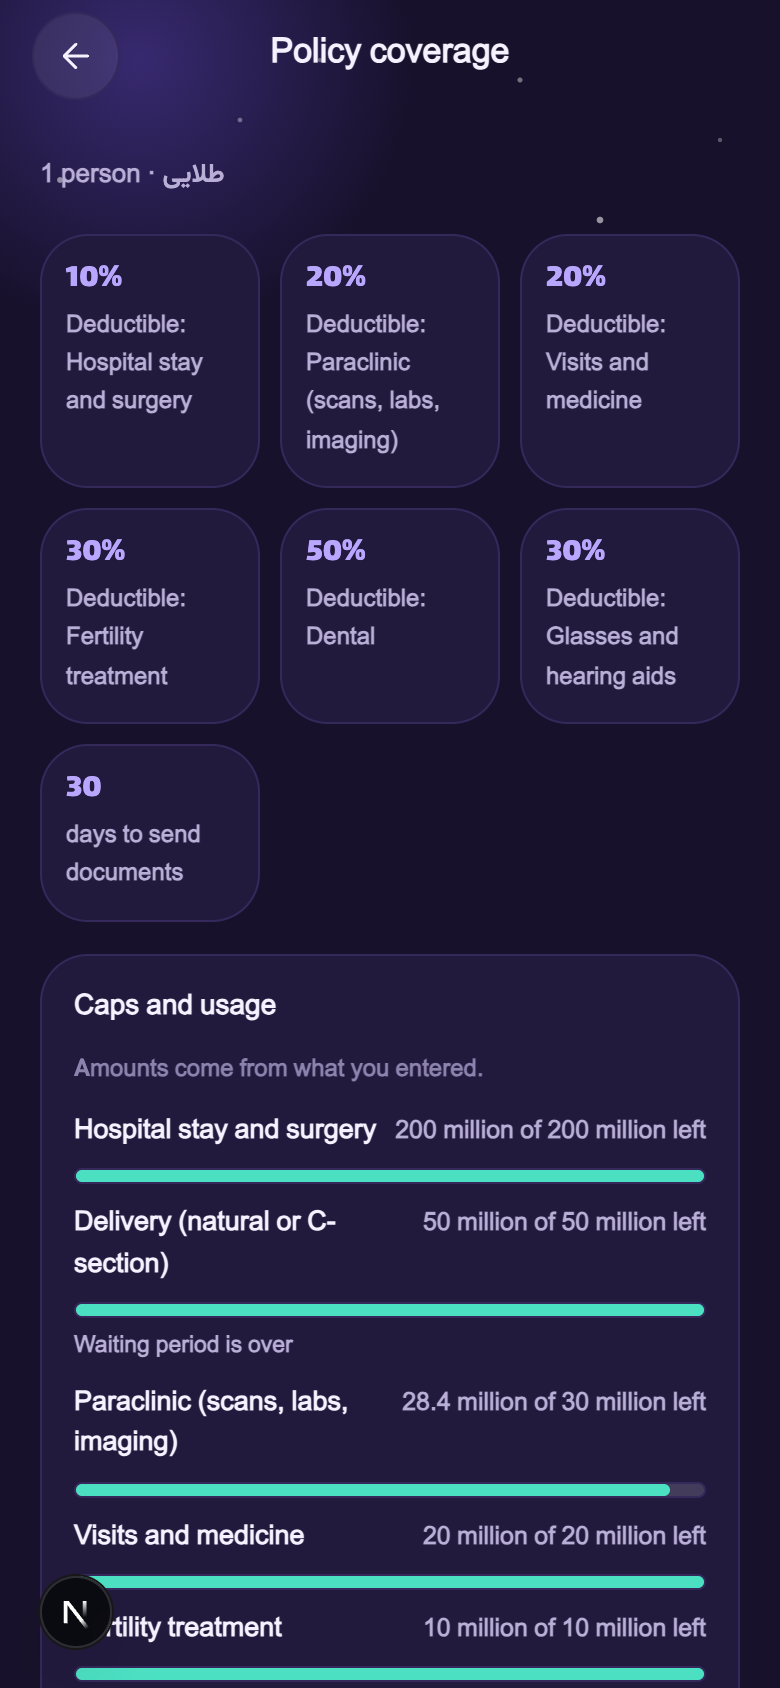 Policy coverage
1 person · طلایی
10%
Deductible:
Hospital stay
and surgery
20%
Deductible:
Paraclinic
(scans, labs,
imaging)
20%
Deductible:
Visits and
medicine
30%
Deductible:
Fertility
treatment
50%
Deductible:
Dental
30%
Deductible:
Glasses and
hearing aids
30
days to send
documents
Caps and usage
Amounts come from what you entered.
Hospital stay and surgery 200 million of 200 million left
Delivery (natural or C-
section)
50 million of 50 million left
Waiting period is over
Paraclinic (scans, labs,
imaging)
28.4 million of 30 million left
Visits and medicine 20 million of 20 million left
N
rtility treatment 10 million of 10 million left